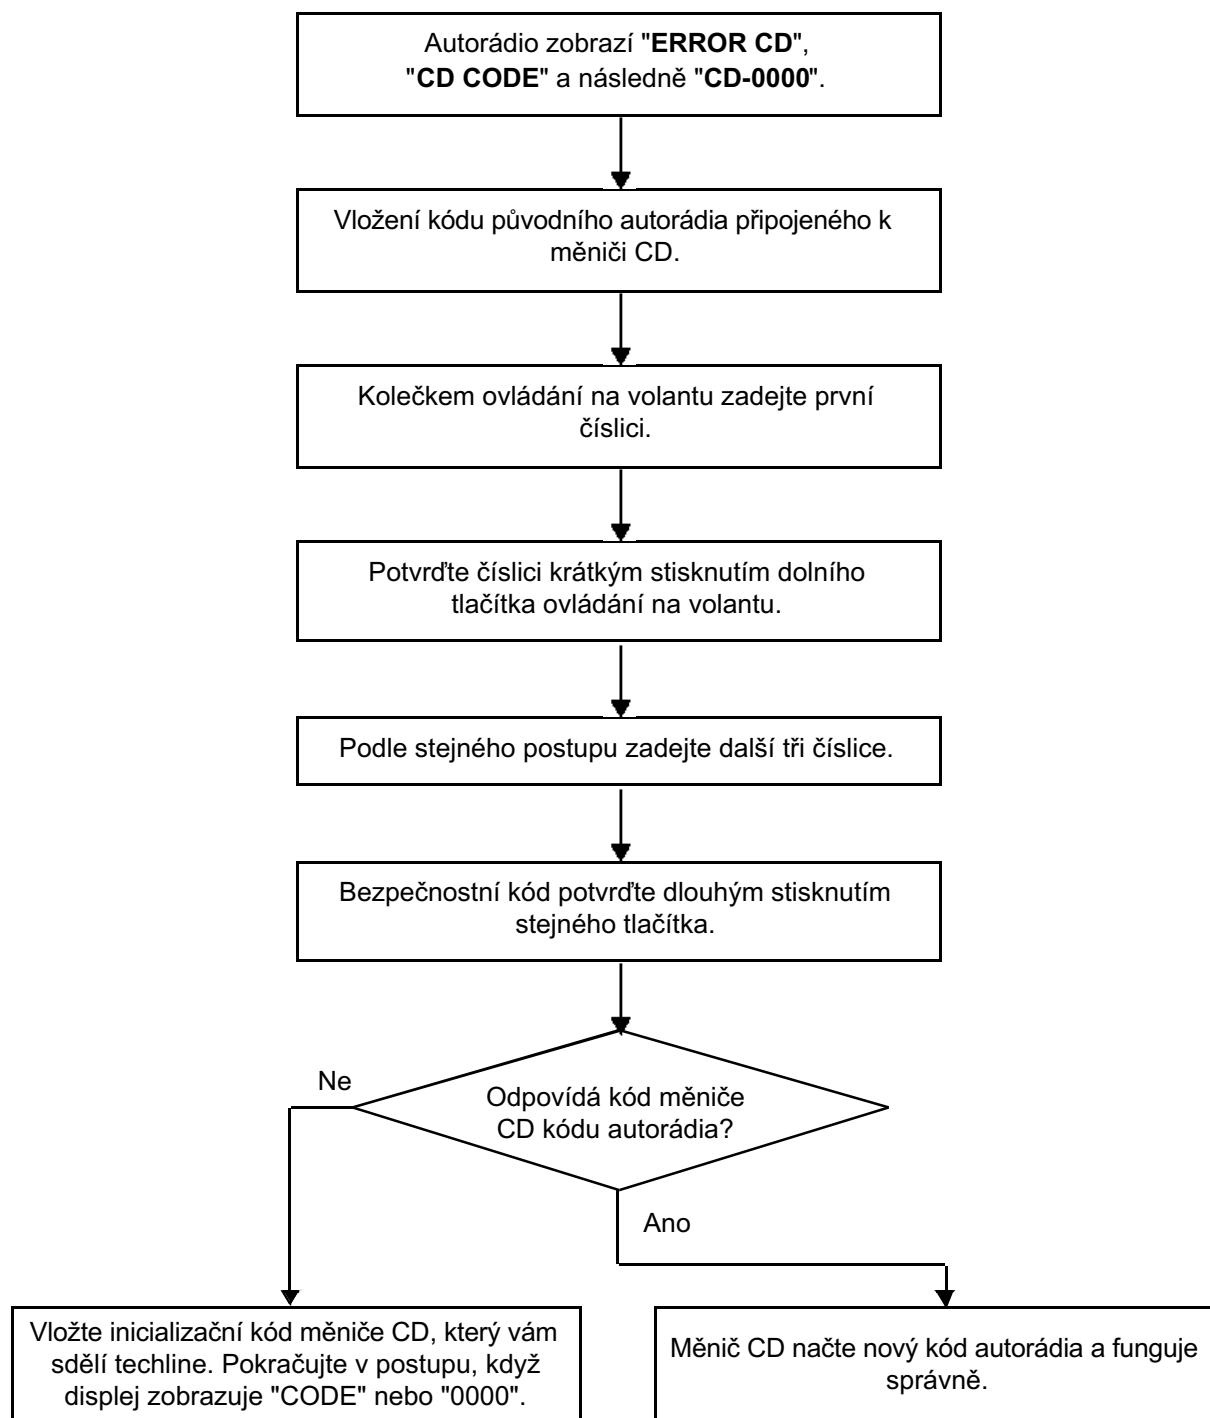 Autorádio zobrazí "ERROR CD",
"CD CODE" a následně "CD-0000".
Vložení kódu původního autorádia připojeného k
měniči CD.
Kolečkem ovládání na volantu zadejte první
číslici.
Potvrďte číslici krátkým stisknutím dolního
tlačítka ovládání na volantu.
Podle stejného postupu zadejte další tři číslice.
Bezpečnostní kód potvrďte dlouhým stisknutím
stejného tlačítka.
Ne
Odpovídá kód měniče
CD kódu autorádia?
Ano
Vložte inicializační kód měniče CD, který vám
sdělí techline. Pokračujte v postupu, když
displej zobrazuje "CODE" nebo "0000".
Měnič CD načte nový kód autorádia a funguje
správně.